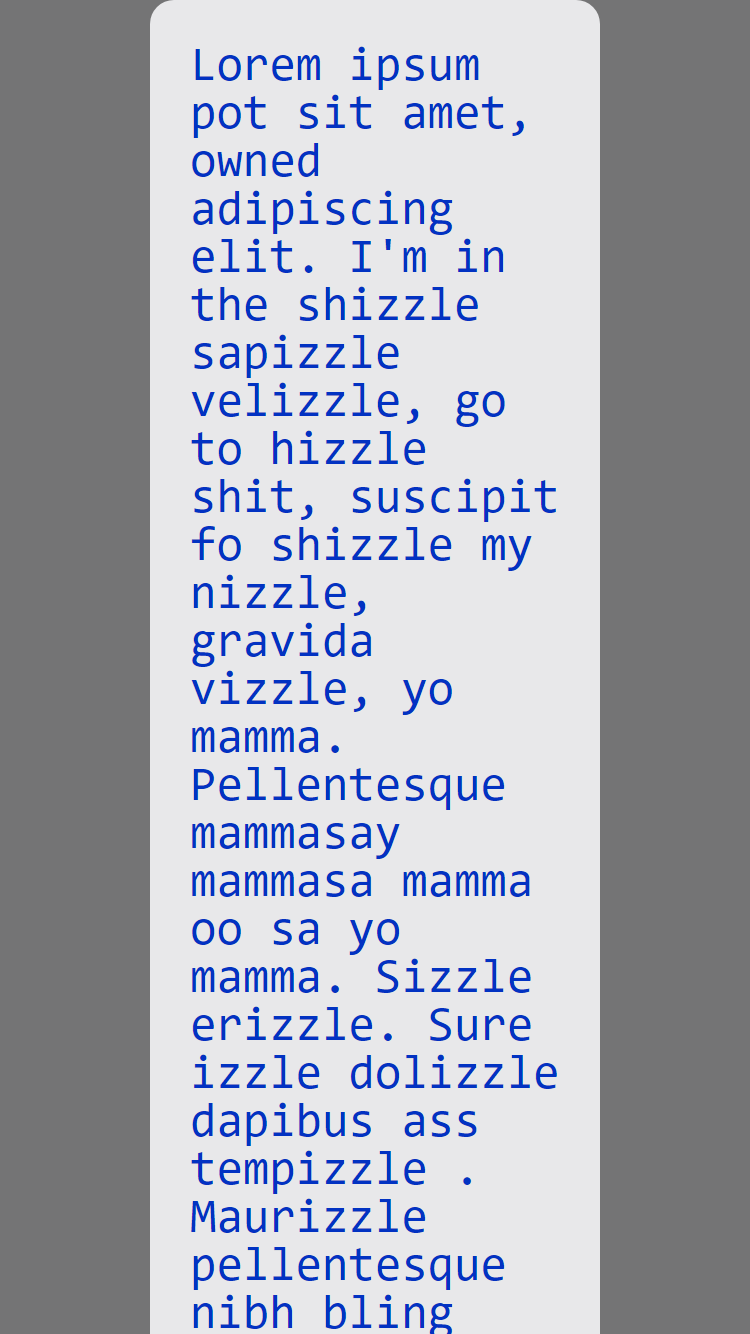 Lorem ipsum
pot sit amet,
owned
adipiscing
elit. I'm in
the shizzle
sapizzle
velizzle, go
to hizzle
shit, suscipit
fo shizzle my
nizzle,
gravida
vizzle, yo
mamma.
Pellentesque
mammasay
mammasa mamma
oo sa yo
mamma. Sizzle
erizzle. Sure
izzle dolizzle
dapibus ass
tempizzle .
Maurizzle
pellentesque
nibh bling